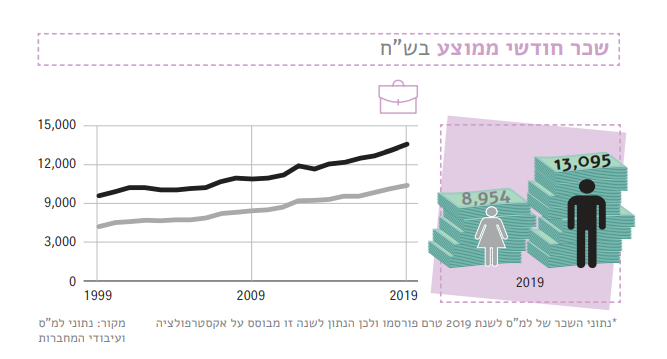 שכר חודשי ממוצע בש"ח
15,000
12,000
9,000
3,000
0
1999
2009
2019
8,954
13,095
2019
*נתוני השכר של למ"ס לשנת 2019 טרם פורסמו ולכן הנתון לשנה זו מבוסס על אקסטרפולציה
מקור: נתוני למ"ס
ועיבודי המחברות